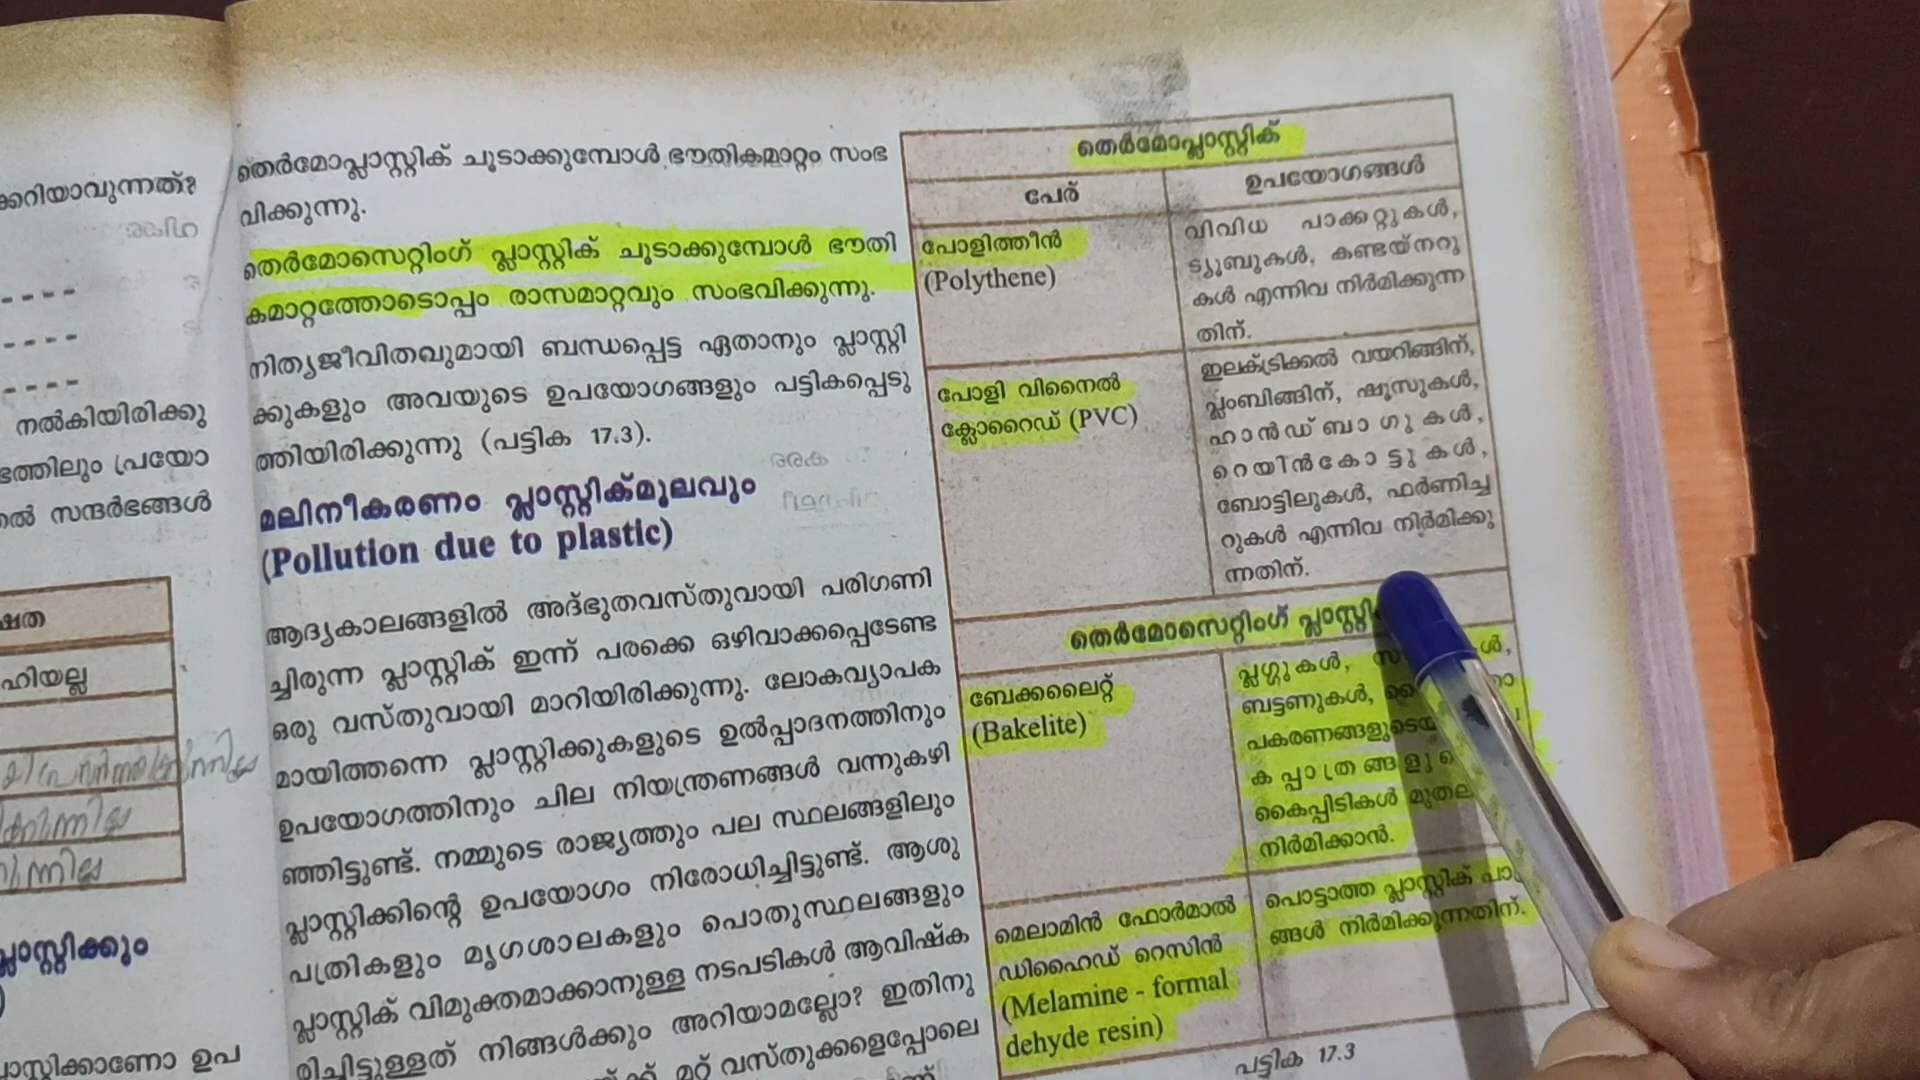 ക്കറിയാവുന്നത്?
നൽകിയിരിക്കു
ത്തിലും പ്രയോ
സന്ദർഭങ്ങൾ
ഷത
ഹിയല്ല
പ്ലാസ്റ്റിക്കും
ഉപ
തെർമോപ്ലാസ്റ്റിക് ചൂടാക്കുമ്പോൾ ഭൗതികമാറ്റം സംഭ
വിക്കുന്നു.
തെർമോസെറ്റിംഗ് പ്ലാസ്റ്റിക് ചൂടാക്കുമ്പോൾ ഭൗതി
കമാറ്റത്തോടൊപ്പം രാസമാറ്റവും സംഭവിക്കുന്നു.
നിത്യജീവിതവുമായി ബന്ധപ്പെട്ട ഏതാനും പ്ലാസ്റ്റി
ക്കുകളും അവയുടെ ഉപയോഗങ്ങളും പട്ടികപ്പെടു
ത്തിയിരിക്കുന്നു (പട്ടിക 17.3).
മലിനീകരണം പ്ലാസ്റ്റിക്മൂലവും
(Pollution due to plastic)
ആദ്യകാലങ്ങളിൽ അദ്ഭുതവസ്തുവായി പരിഗണി
ച്ചിരുന്ന പ്ലാസ്റ്റിക് ഇന്ന് പരക്കെ ഒഴിവാക്കപ്പെടേണ്ട
ഒരു വസ്തുവായി മാറിയിരിക്കുന്നു. ലോകവ്യാപക
മായിത്തന്നെ പ്ലാസ്റ്റിക്കുകളുടെ ഉൽപ്പാദനത്തിനും
ഉപയോഗത്തിനും ചില നിയന്ത്രണങ്ങൾ വന്നുകഴി
ഞ്ഞിട്ടുണ്ട്. നമ്മുടെ രാജ്യത്തും പല സ്ഥലങ്ങളിലും
പ്ലാസ്റ്റിക്കിന്റെ ഉപയോഗം നിരോധിച്ചിട്ടുണ്ട്. ആശു
പത്രികളും മൃഗശാലകളും പൊതുസ്ഥലങ്ങളും
പ്ലാസ്റ്റിക് വിമുക്തമാക്കാനുള്ള നടപടികൾ ആവിഷ്ക
രിച്ചിട്ടുള്ളത് നിങ്ങൾക്കും അറിയാമല്ലോ? ഇതിനു
മറ്റ് വസ്തുക്കളെപ്പോലെ
തെർമോപ്ലാസ്റ്റിക്
പേര്
ഉപയോഗങ്ങൾ
പോളിത്തീൻ
(Polythene)
വിവിധ പാക്കറ്റുകൾ,
ട്യൂബുകൾ, കണ്ടയ്നറു
കൾ എന്നിവ നിർമിക്കുന്ന
തിന്.
പോളി വിനൈൽ
ക്ലോറൈഡ് (PVC)
ഇലക്ട്രിക്കൽ വയറിങ്ങിന്,
പ്ലംബിങ്ങിന്, ഷൂസുകൾ,
ഹാൻഡ്ബാഗുകൾ,
റെയിൻകോട്ടുകൾ,
ബോട്ടിലുകൾ, ഫർണിച്ച
റുകൾ എന്നിവ നിർമിക്കു
ന്നതിന്.
തെർമോസെറ്റിംഗ് പ്ലാസ്റ്റി
ബേക്കലൈറ്റ്
(Bakelite)
പ്ലഗ്ഗുകൾ,
ബട്ടണുകൾ,
പകരണങ്ങളുടെയ
കപ്പാത്രങ്ങളു
കൈപ്പിടികൾ മുതല
നിർമിക്കാൻ.
മെലാമിൻ ഫോർമാൽ
ഡിഹൈഡ് റെസിൻ
(Melamine - formal
dehyde resin)
പൊട്ടാത്ത പ്ലാസ്റ്റിക് പാ
ങ്ങൾ നിർമിക്കുന്നതിന്.
പട്ടിക 17.3